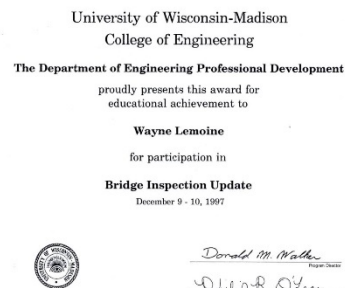 University of Wisconsin-Madison
College of Engineering
The Department of Engineering Professional Development
proudly presents this award for
educational achievement to
Wayne Lemoine
for participation in
Bridge Inspection Update
December 9 - 10, 1997
Donald M. Walker
Program Director